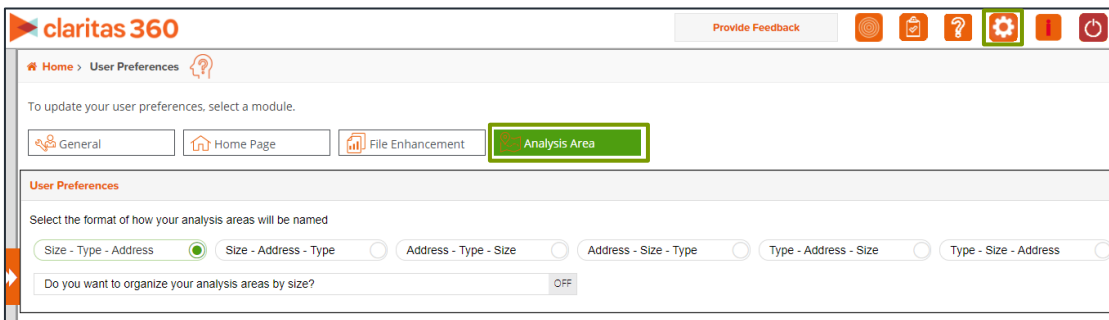 claritas 360
Provide Feedback
Home > User Preferences
To update your user preferences, select a module.
General
Home Page
File Enhancement
Analysis Area
User Preferences
Select the format of how your analysis areas will be named
Size - Type - Address
Size - Address - Type
Address - Type - Size
Address - Size - Type
Type - Address - Size
Type - Size - Address
Do you want to organize your analysis areas by size?
OFF